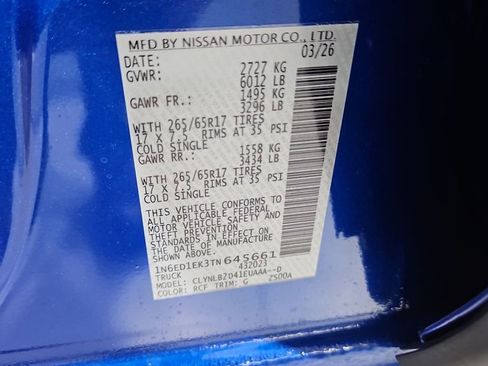 MFD BY NISSAN MOTOR CO., LTD.
DATE: 03/26
GVWR: 2727 KG
6012 LB
GAWR FR.: 1495 KG
3296 LB
WITH 265/65R17 TIRES
17 X 7.5 RIMS AT 35 PSI
COLD SINGLE
GAWR RR.: 1558 KG
3434 LB
WITH 265/65R17 TIRES
17 X 7.5 RIMS AT 35 PSI
COLD SINGLE
THIS VEHICLE CONFORMS TO
ALL APPLICABLE FEDERAL
MOTOR VEHICLE SAFETY AND
THEFT PREVENTION
STANDARDS IN EFFECT ON
THE DATE OF MANUFACTURE
SHOWN ABOVE.
1N6ED1EK3TN645661
TRUCK 432023
MODEL: CLYNLBZ041EUAAA--D
COLOR: RCF TRIM: G ZS00A